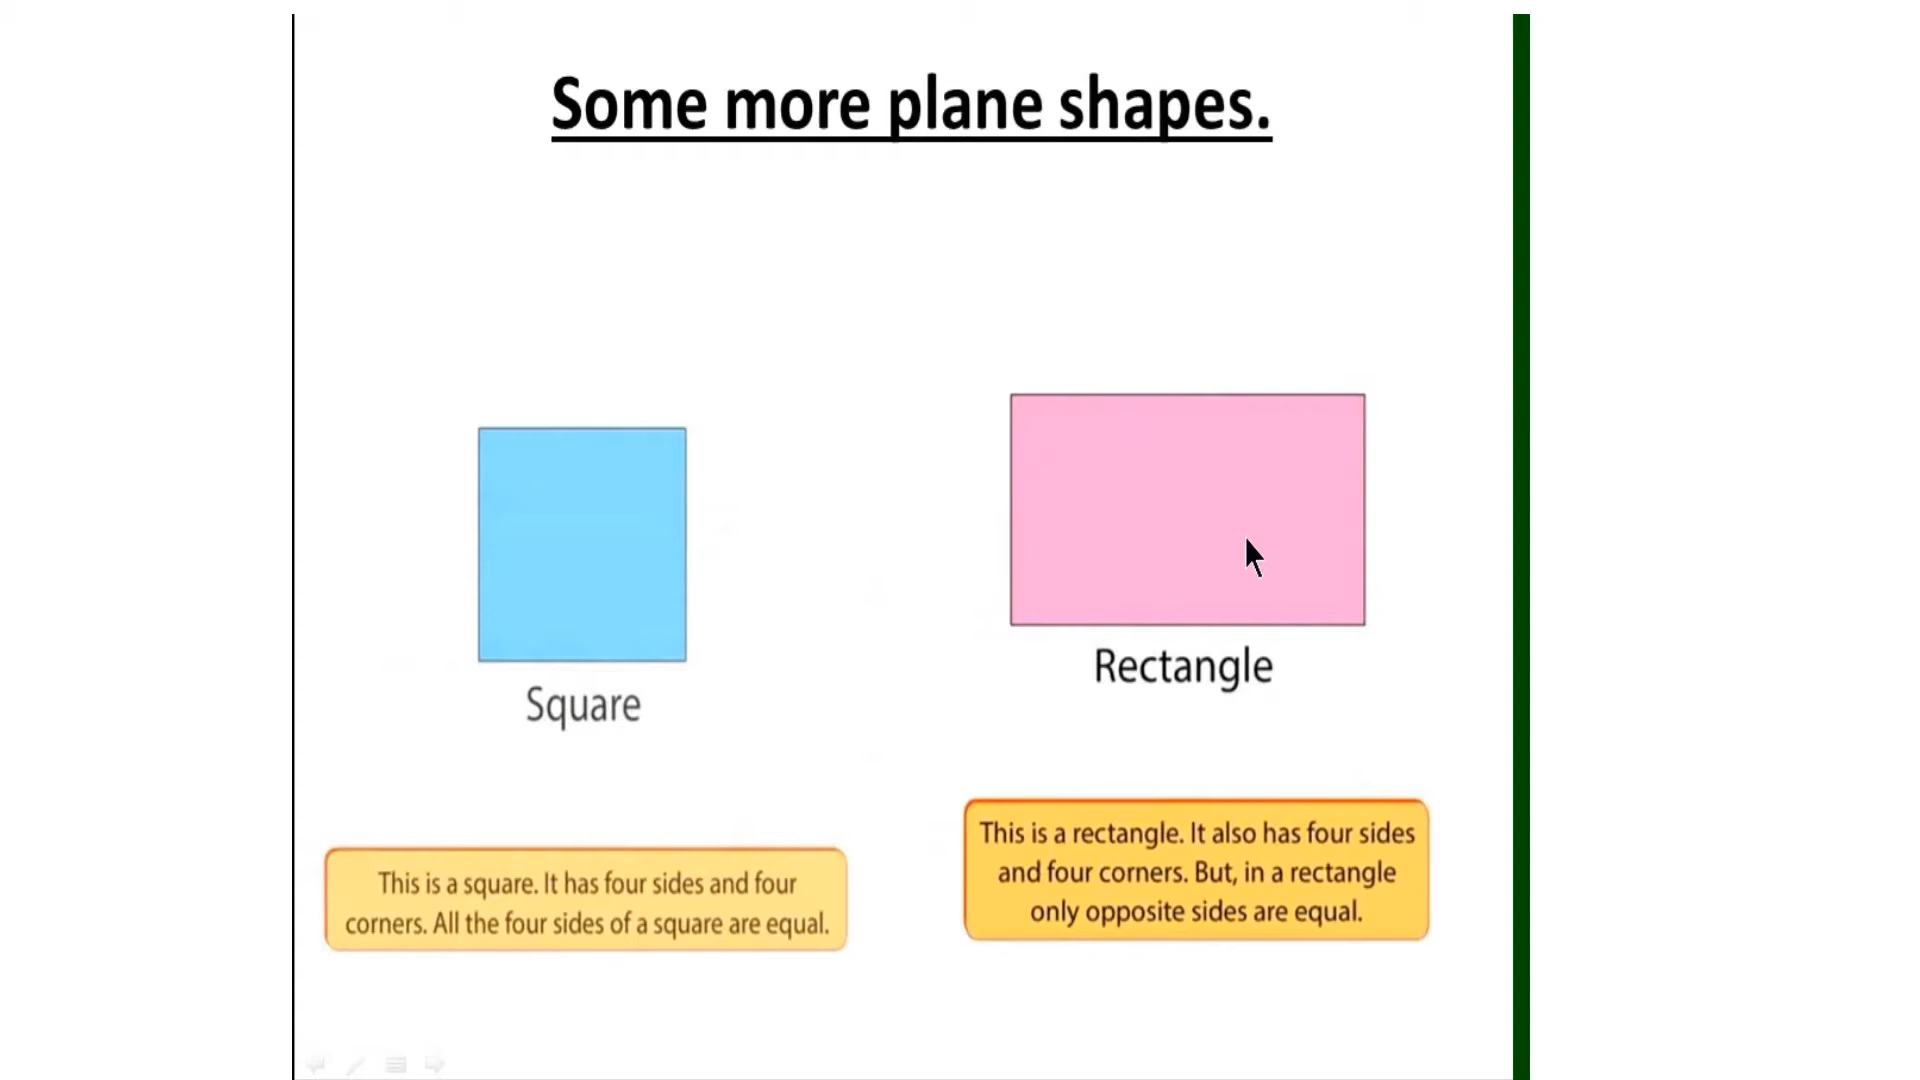 Some more plane shapes.
Square
Rectangle
This is a square. It has four sides and four
corners. All the four sides of a square are equal.
This is a rectangle. It also has four sides
and four corners. But, in a rectangle
only opposite sides are equal.